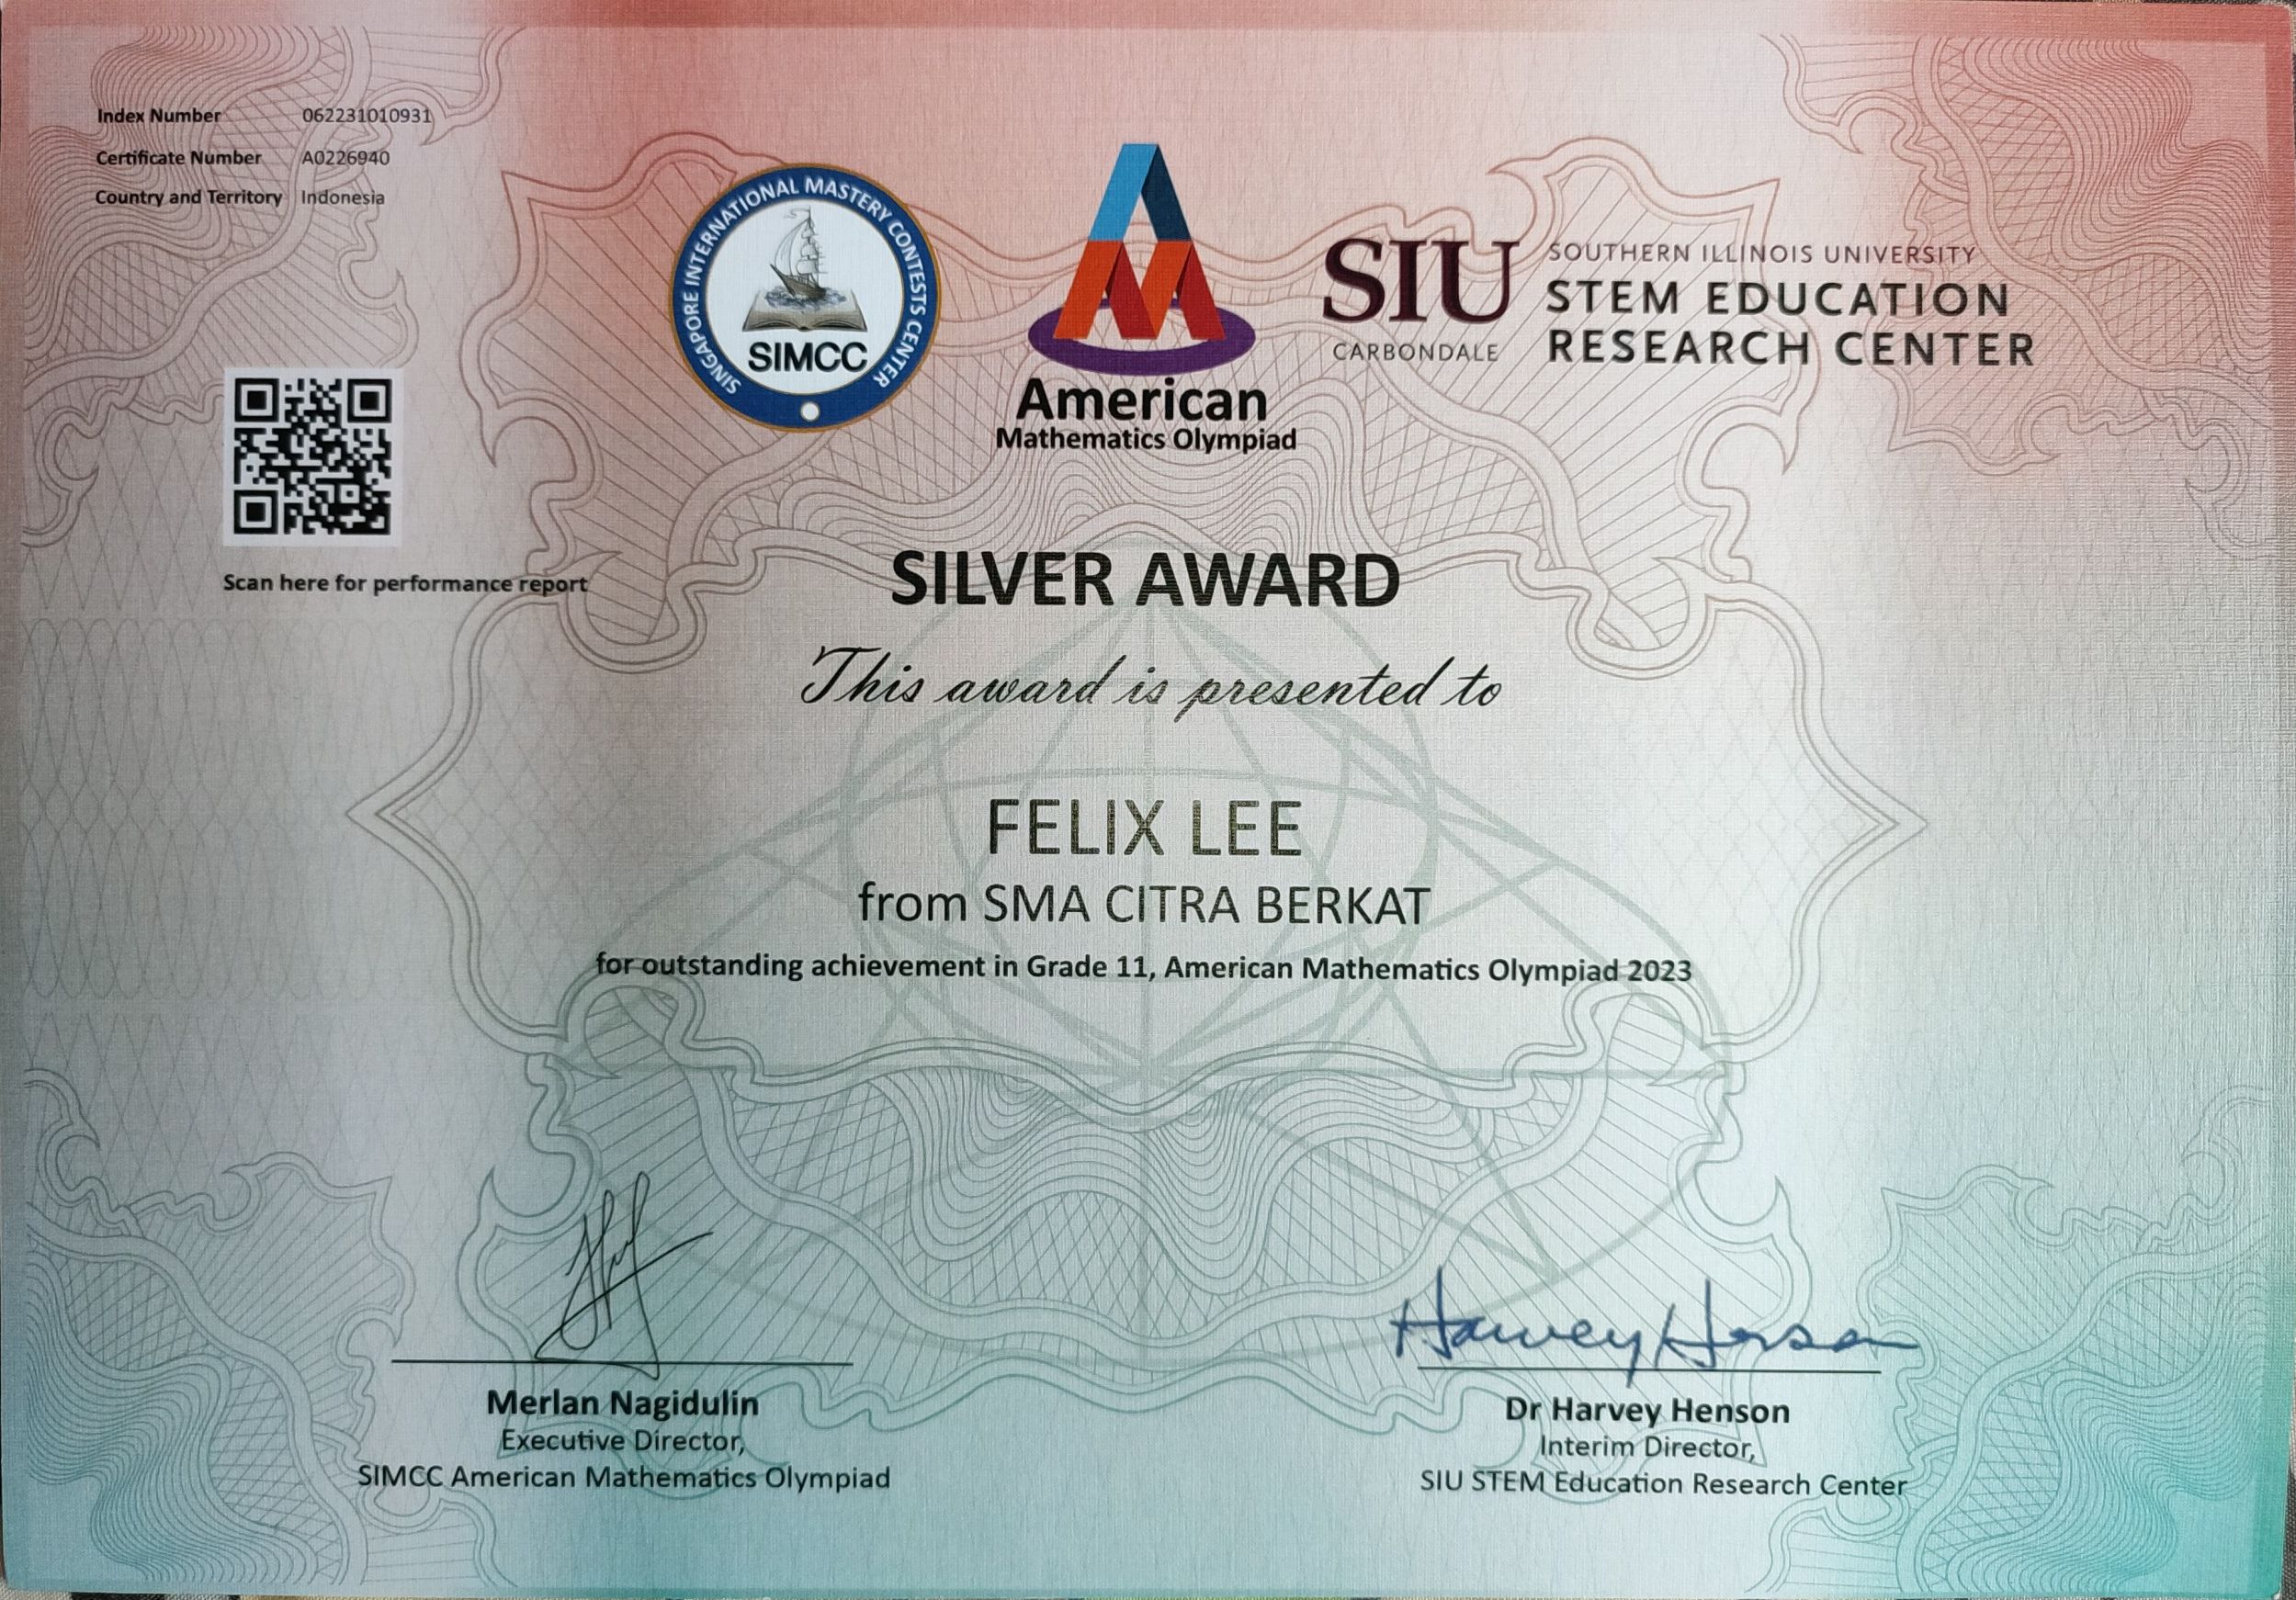 Index Number 062231010931
Certificate Number A0226940
Country and Territory Indonesia
SINGAPORE INTERNATIONAL MASTERY CONTESTS CENTER
SIMCC
American
Mathematics Olympiad
SIU
CARBONDALE
SOUTHERN ILLINOIS UNIVERSITY
STEM EDUCATION
RESEARCH CENTER
Scan here for performance report
SILVER AWARD
This award is presented to
FELIX LEE
from SMA CITRA BERKAT
for outstanding achievement in Grade 11, American Mathematics Olympiad 2023
Harvey Henson
Merlan Nagidulin
Executive Director,
SIMCC American Mathematics Olympiad
Dr Harvey Henson
Interim Director,
SIU STEM Education Research Center